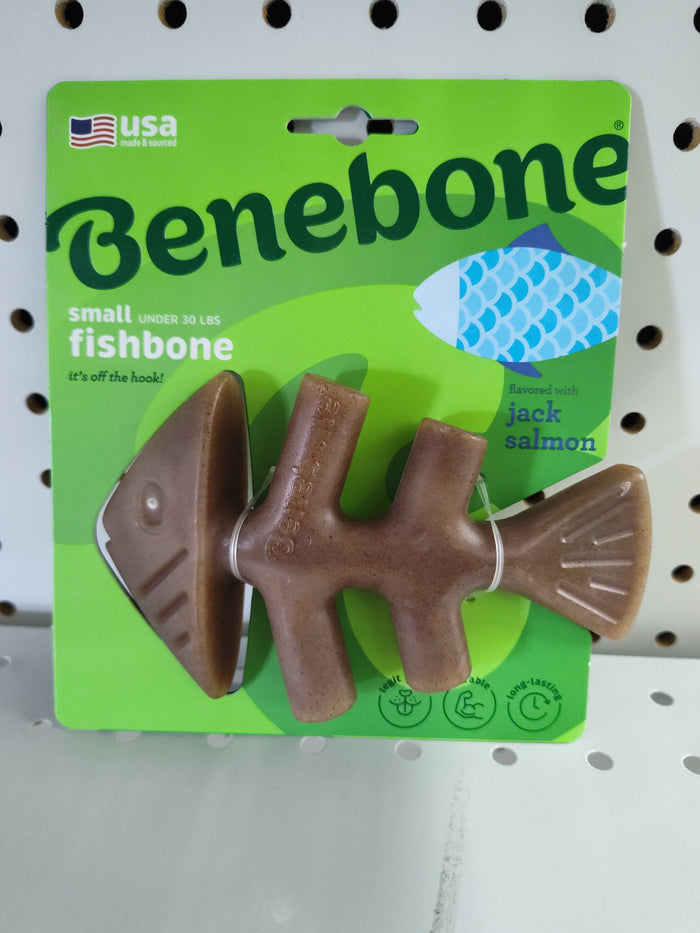 usa
made & sourced
Benebone®
small UNDER 30 LBS
fishbone
it's off the hook!
flavored with
jack
salmon
Benebone
long-lasting